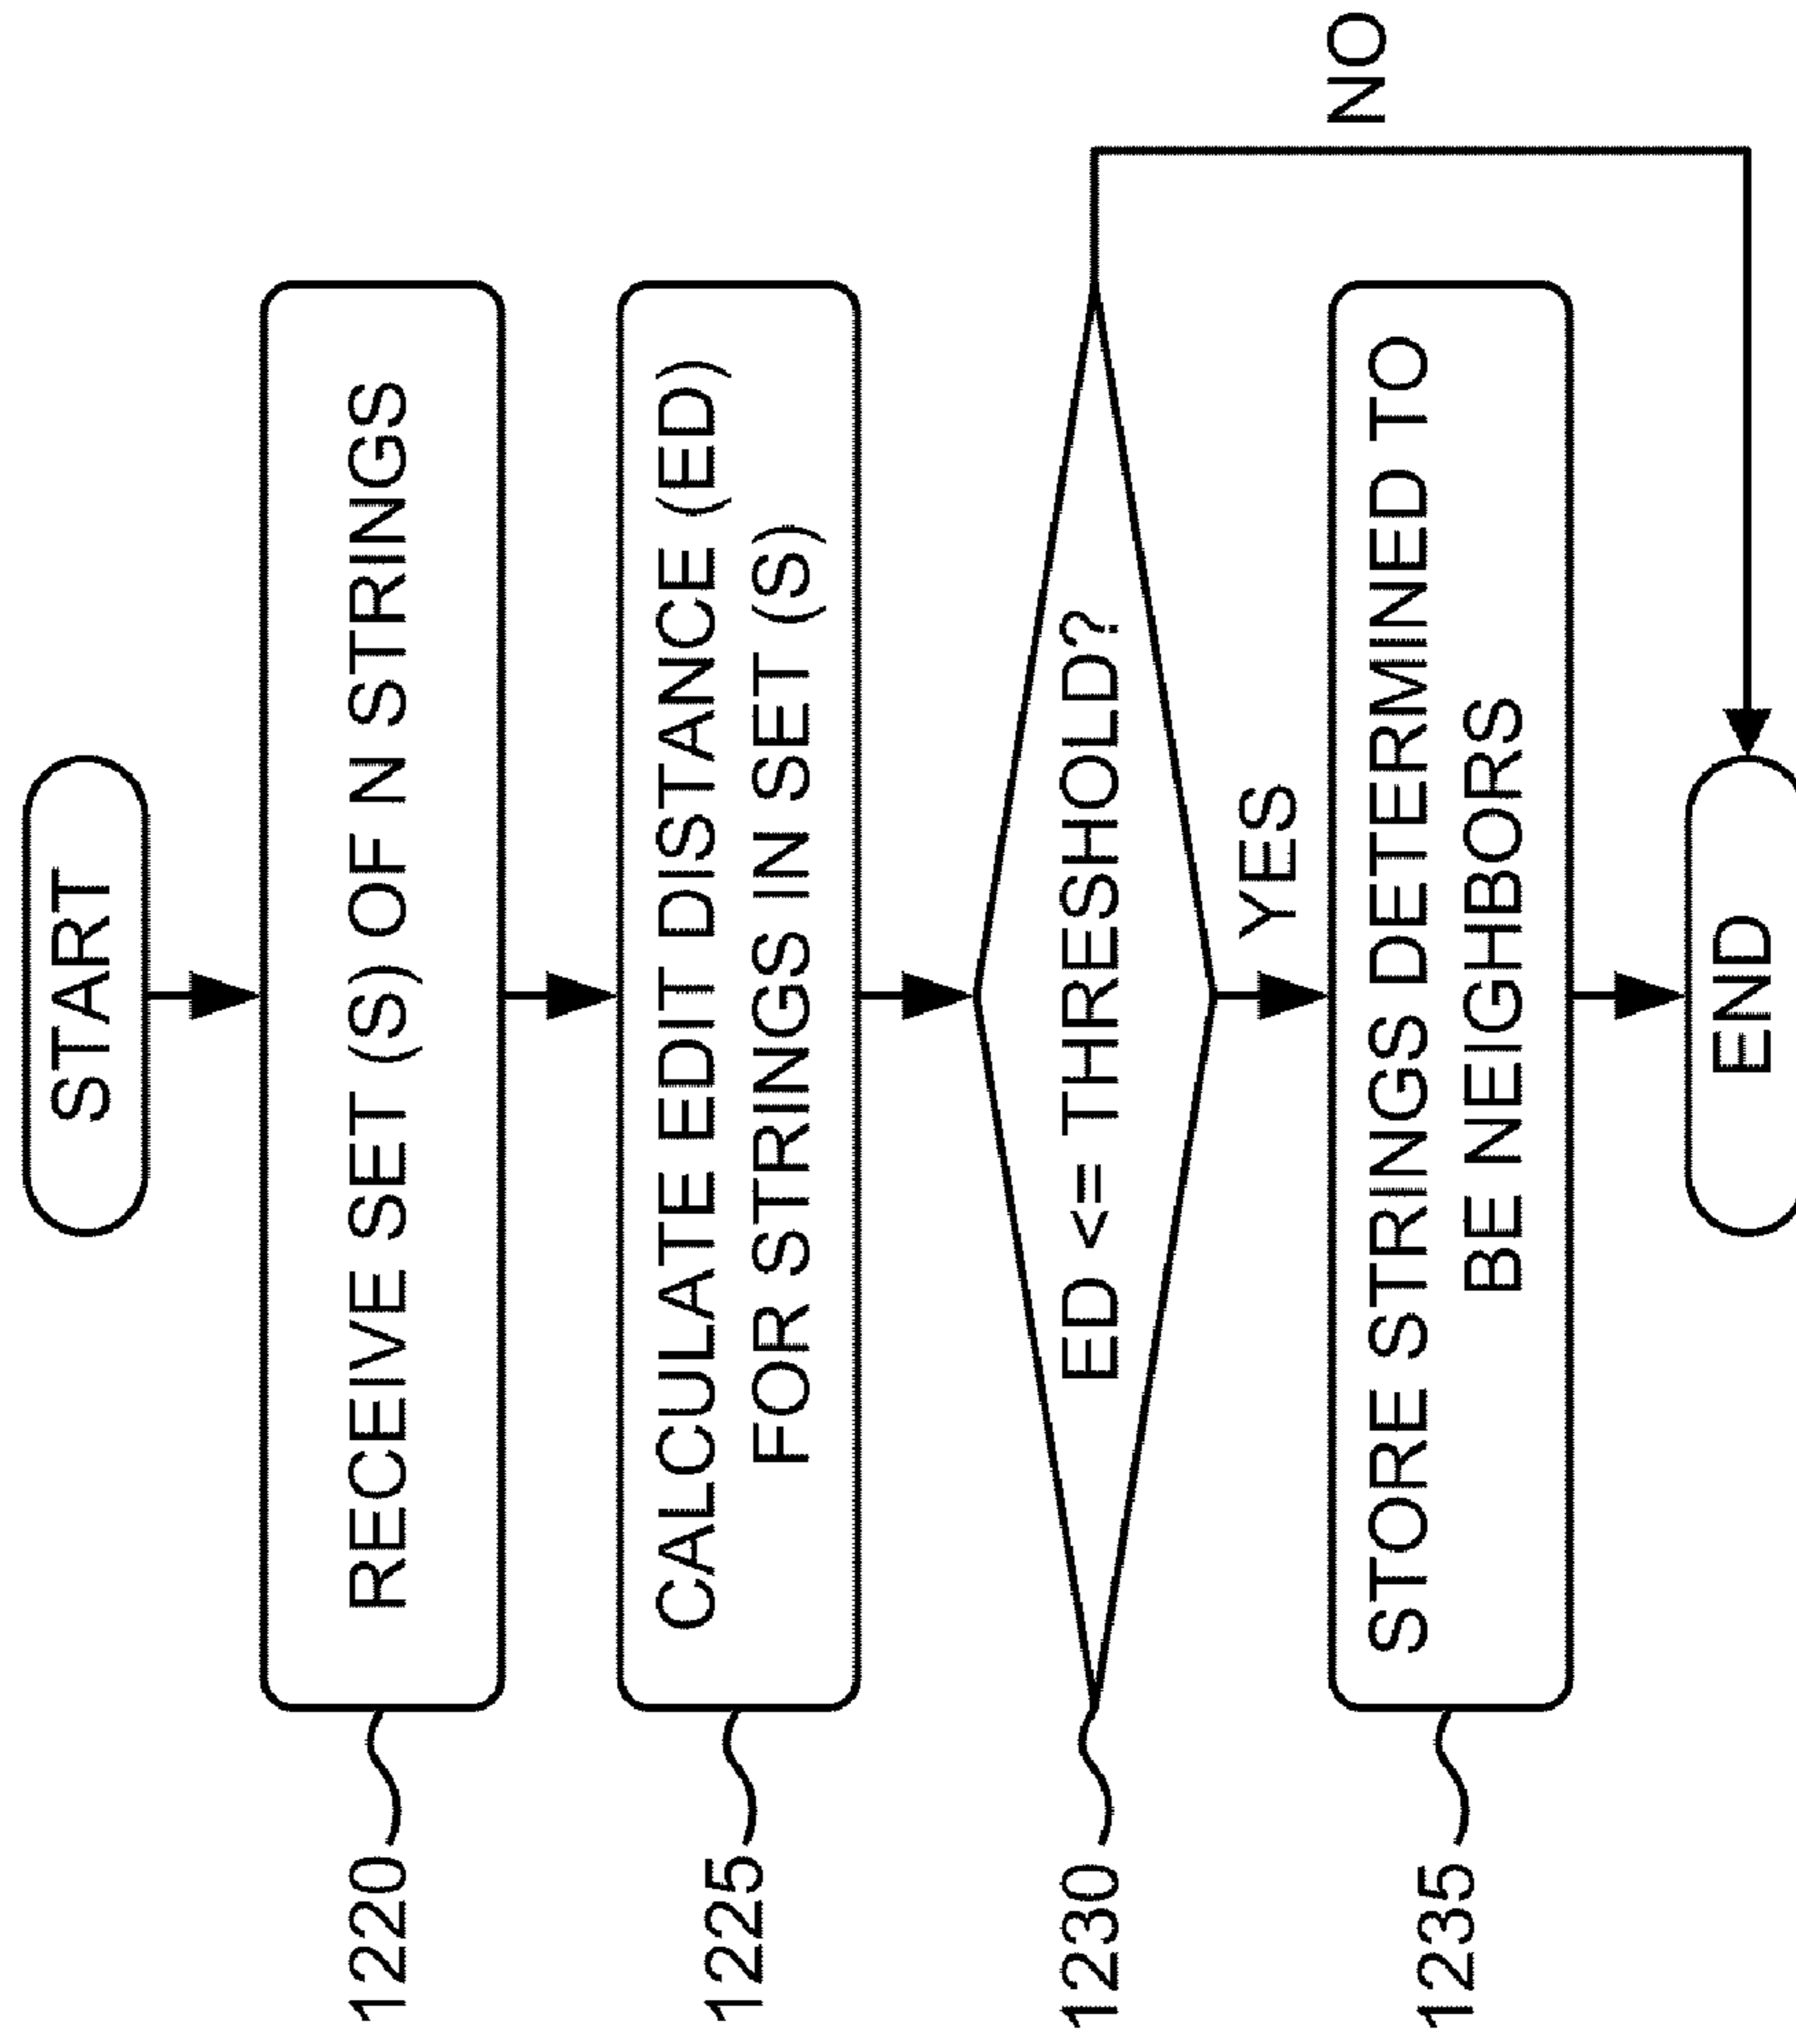 START
1220
RECEIVE SET (S) OF N STRINGS
1225
CALCULATE EDIT DISTANCE (ED)
FOR STRINGS IN SET (S)
1230
ED <= THRESHOLD?
NO
YES
1235
STORE STRINGS DETERMINED TO
BE NEIGHBORS
END